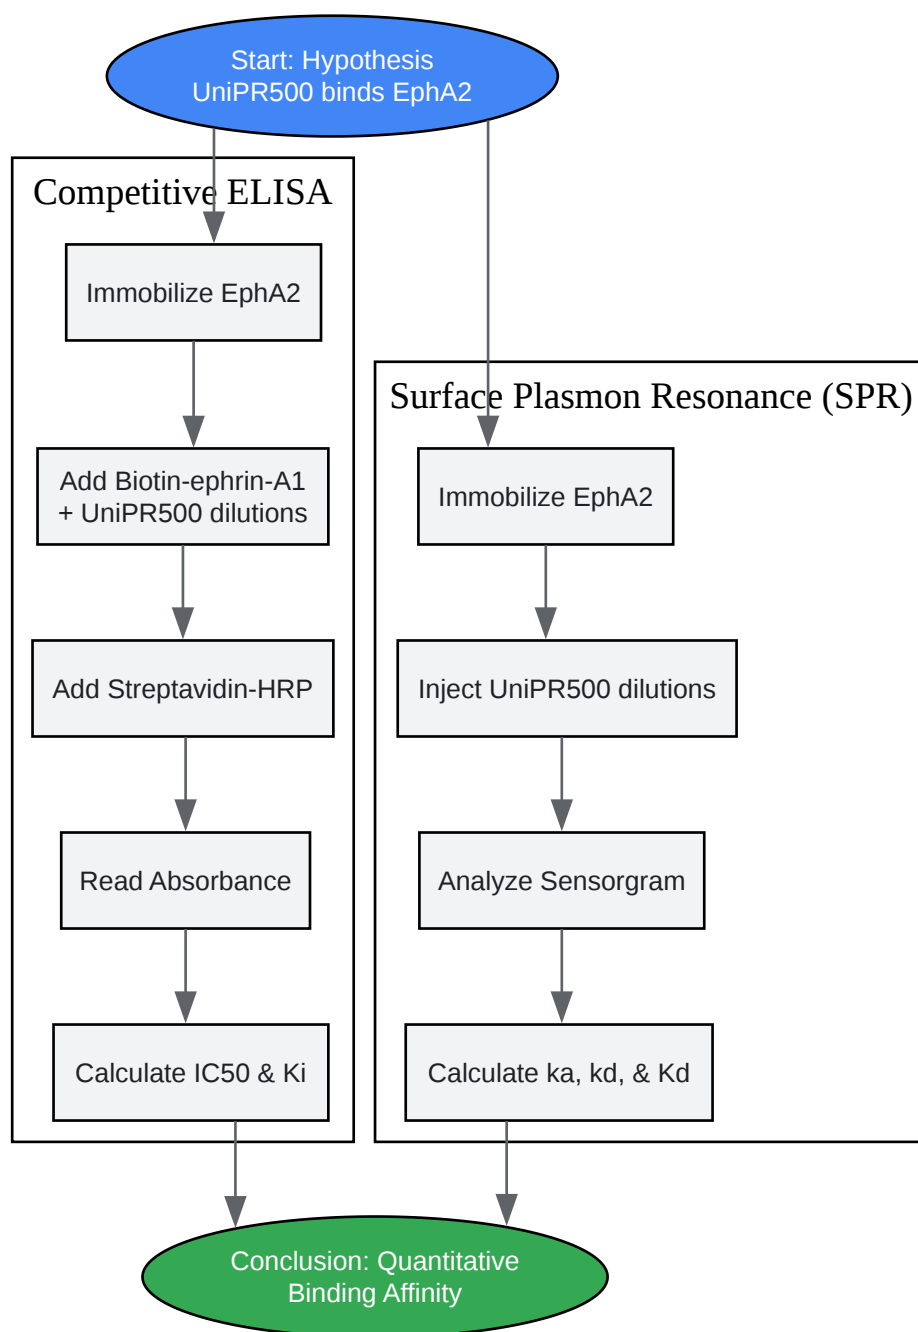 Start: Hypothesis
UniPR500 binds EphA2
Competitive ELISA
Immobilize EphA2
Add Biotin-ephrin-A1
+ UniPR500 dilutions
Add Streptavidin-HRP
Read Absorbance
Calculate IC50 & Ki
Surface Plasmon Resonance (SPR)
Immobilize EphA2
Inject UniPR500 dilutions
Analyze Sensorgram
Calculate ka, kd, & Kd
Conclusion: Quantitative
Binding Affinity